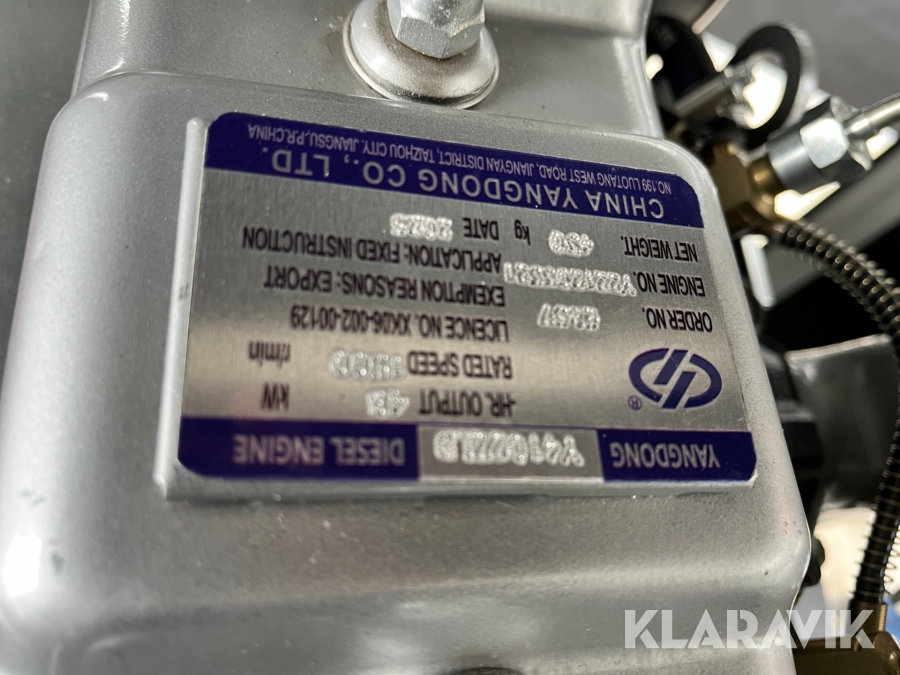 YANGDONG Y4102ZLD DIESEL ENGINE
®
-HR. OUTPUT kW
RATED SPEED r/min
LICENCE NO. XK06-002-00129
ORDER NO.
EXEMPTION REASONS: EXPORT
ENGINE NO.
APPLICATION: FIXED INSTRUCTION
NET WEIGHT. kg DATE
CHINA YANGDONG CO., LTD.
NO.199 LUOTANG WEST ROAD, JIANGYAN DISTRICT, TAIZHOU CITY. JIANGSU,.P.R.CHINA
KLARAVIK